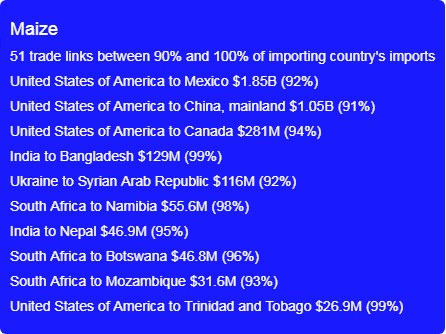 Maize
51 trade links between 90% and 100% of importing country's imports
United States of America to Mexico $1.85B (92%)
United States of America to China, mainland $1.05B (91%)
United States of America to Canada $281M (94%)
India to Bangladesh $129M (99%)
Ukraine to Syrian Arab Republic $116M (92%)
South Africa to Namibia $55.6M (98%)
India to Nepal $46.9M (95%)
South Africa to Botswana $46.8M (96%)
South Africa to Mozambique $31.6M (93%)
United States of America to Trinidad and Tobago $26.9M (99%)